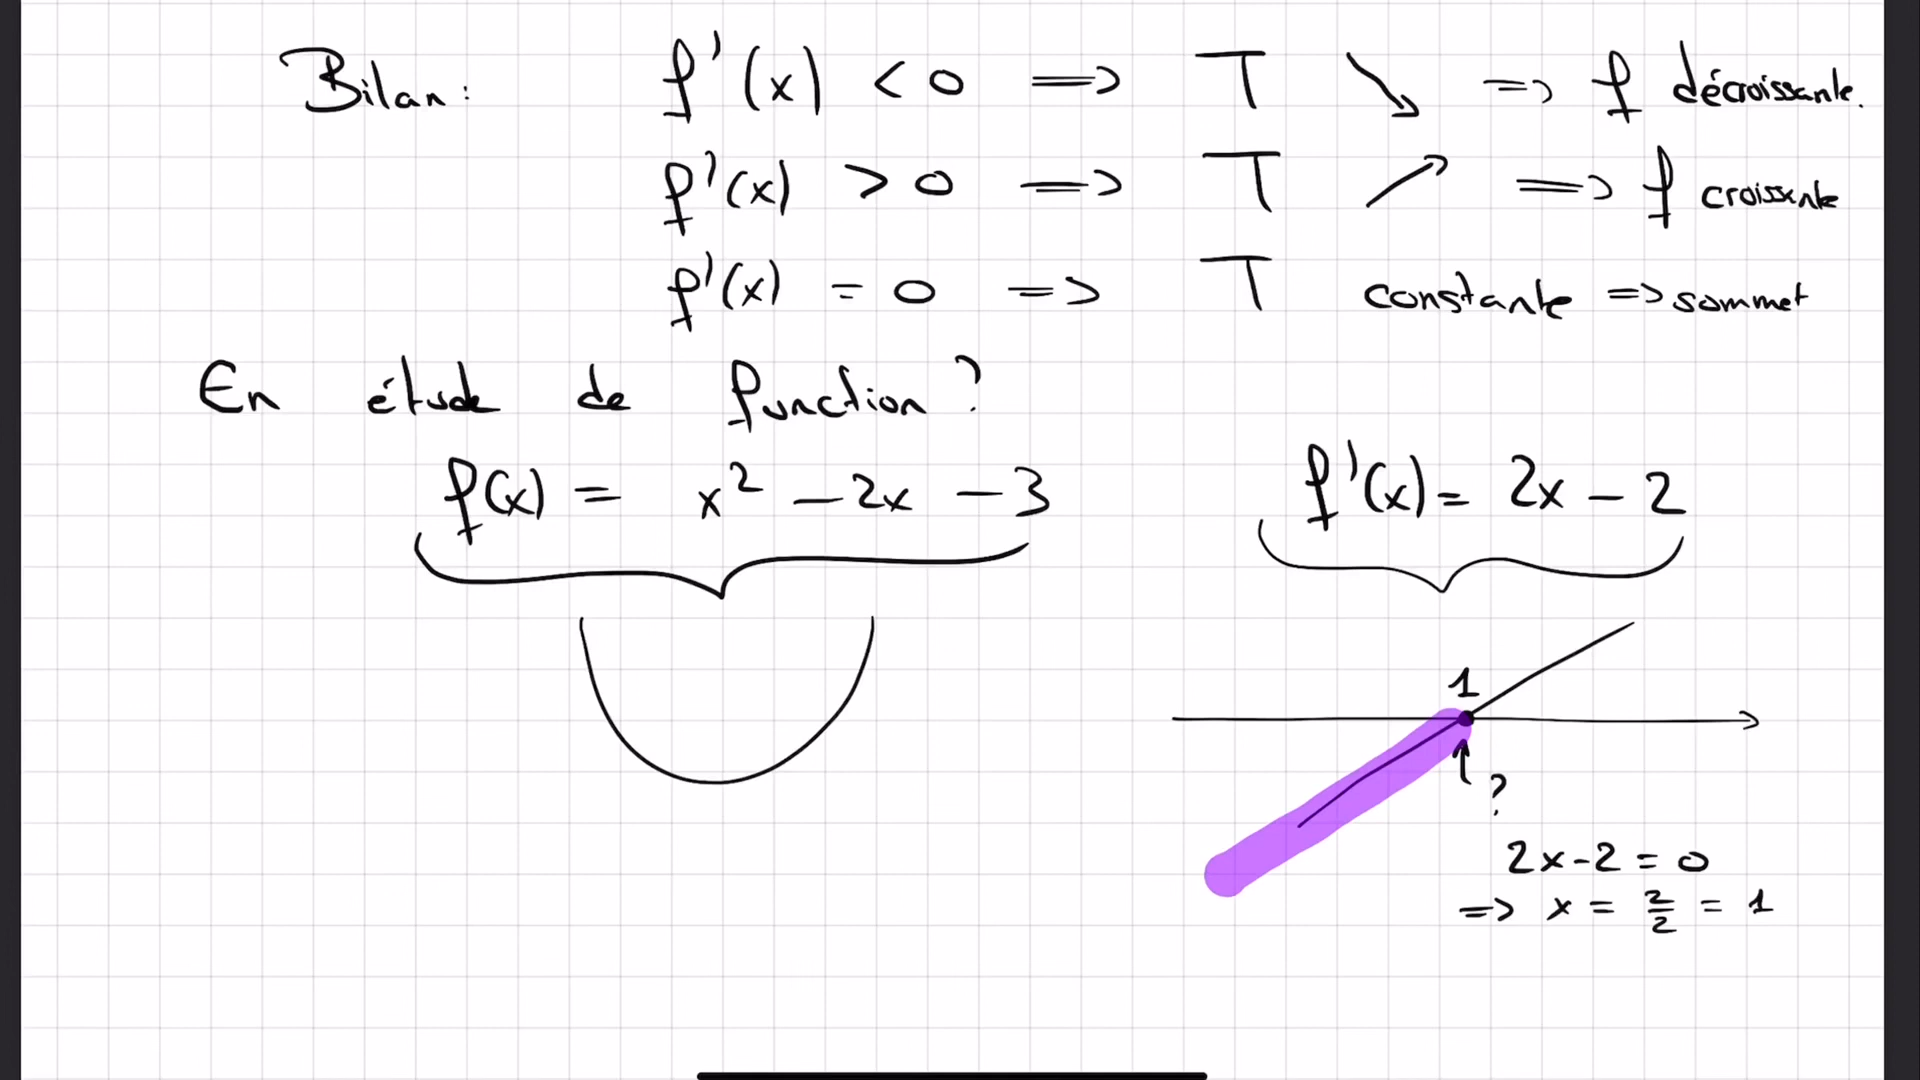 Bilan: f'(x) < 0 => T ↘ => f décroissante.
f'(x) > 0 => T ↗ => f croissante
f'(x) = 0 => T constante => sommet
En étude de function?
f(x) = x² - 2x - 3 f'(x) = 2x - 2
1
?
2x - 2 = 0
=> x = 2/2 = 1